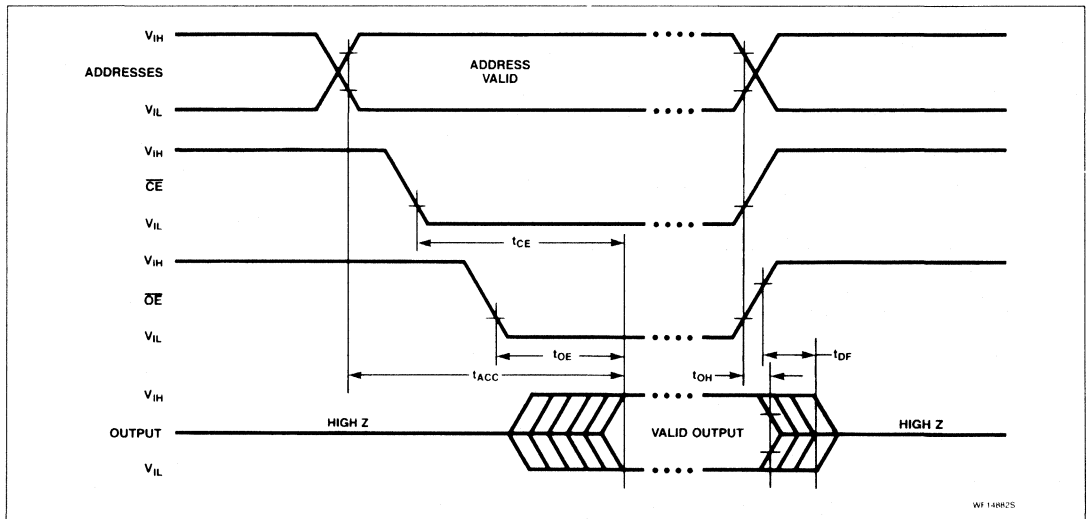 VIH
ADDRESSES
ADDRESS
VALID
VIL
VIH
CE
VIL
tCE
VIH
OE
VIL
tOE
tACC
tOH
tDF
VIH
OUTPUT
HIGH Z
VALID OUTPUT
HIGH Z
VIL
WF14882S